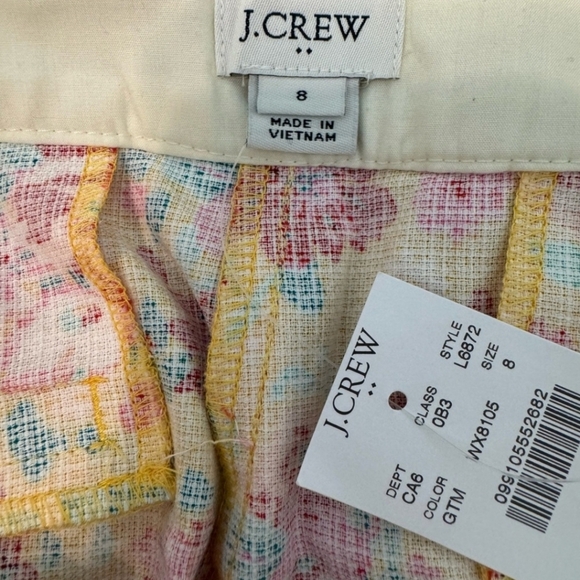 J.CREW
8
MADE IN
VIETNAM
J.CREW
DEPT CLASS STYLE
CA6 0B3 L6872
COLOR SIZE
GTM WX8105 8
099105552682